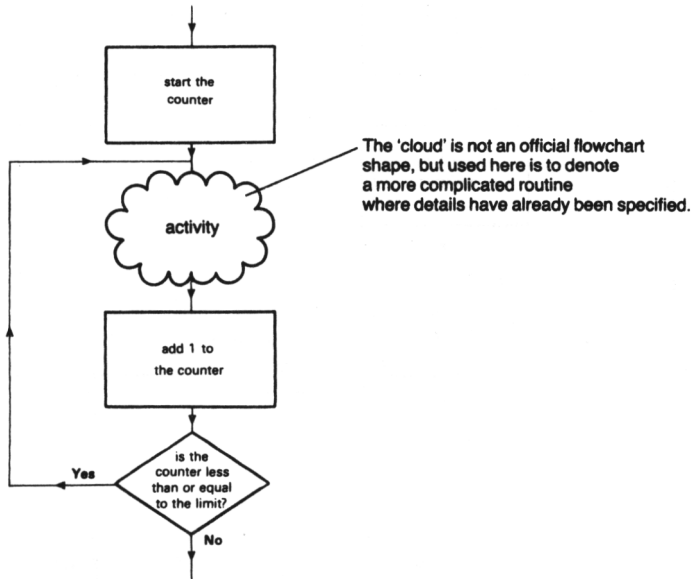 start the
counter
The 'cloud' is not an official flowchart
shape, but used here is to denote
a more complicated routine
where details have already been specified.
activity
add 1 to
the counter
is the
counter less
than or equal
to the limit?
Yes
No